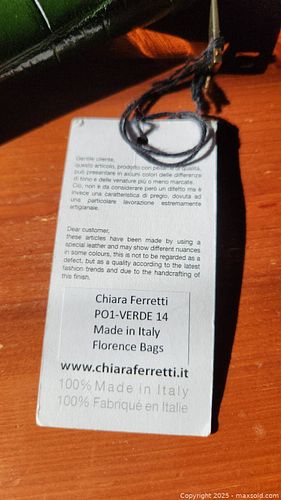 Gentile cliente,
questo articolo, prodotto con pellame di qualità,
può presentare in alcuni colori delle differenze
di tono e delle venature più o meno marcate.
Ciò, non è da considerare però un difetto ma è
invece una caratteristica di pregio, dovuta ad
una particolare lavorazione estremamente
artigianale.
Dear customer,
these articles have been made by using a
special leather and may show different nuances
in some colours, this is not to be regarded as a
defect, but as a quality according to the latest
fashion trends and due to the handcrafting of
this finish.
Chiara Ferretti
PO1-VERDE 14
Made in Italy
Florence Bags
www.chiaraferretti.it
100% Made in Italy
100% Fabriqué en Italie
Copyright 2025 - maxsold.com